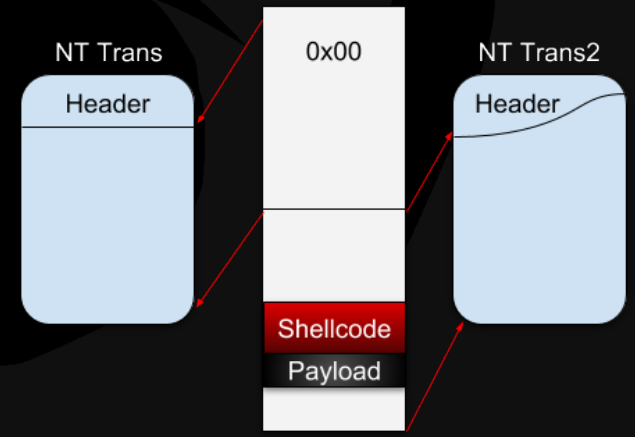 NT Trans
Header
0x00
Shellcode
Payload
NT Trans2
Header